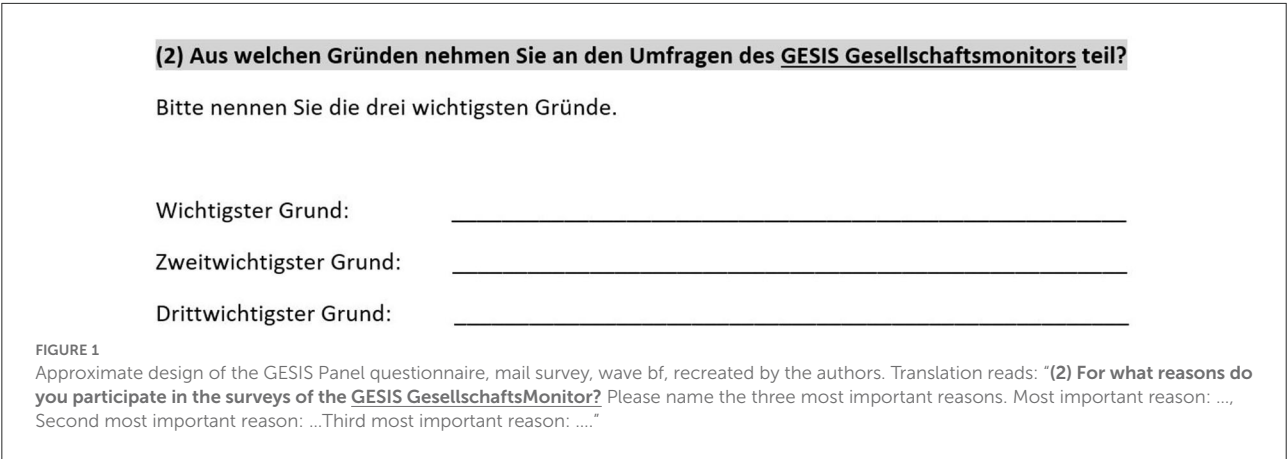 (2) Aus welchen Gründen nehmen Sie an den Umfragen des GESIS Gesellschaftsmonitors teil?
Bitte nennen Sie die drei wichtigsten Gründe.
Wichtigster Grund:
Zweitwichtigster Grund:
Drittwichtigster Grund:
FIGURE 1
Approximate design of the GESIS Panel questionnaire, mail survey, wave bf, recreated by the authors. Translation reads: “(2) For what reasons do
you participate in the surveys of the GESIS GesellschaftsMonitor? Please name the three most important reasons. Most important reason: ...,
Second most important reason: ...Third most important reason: ....”